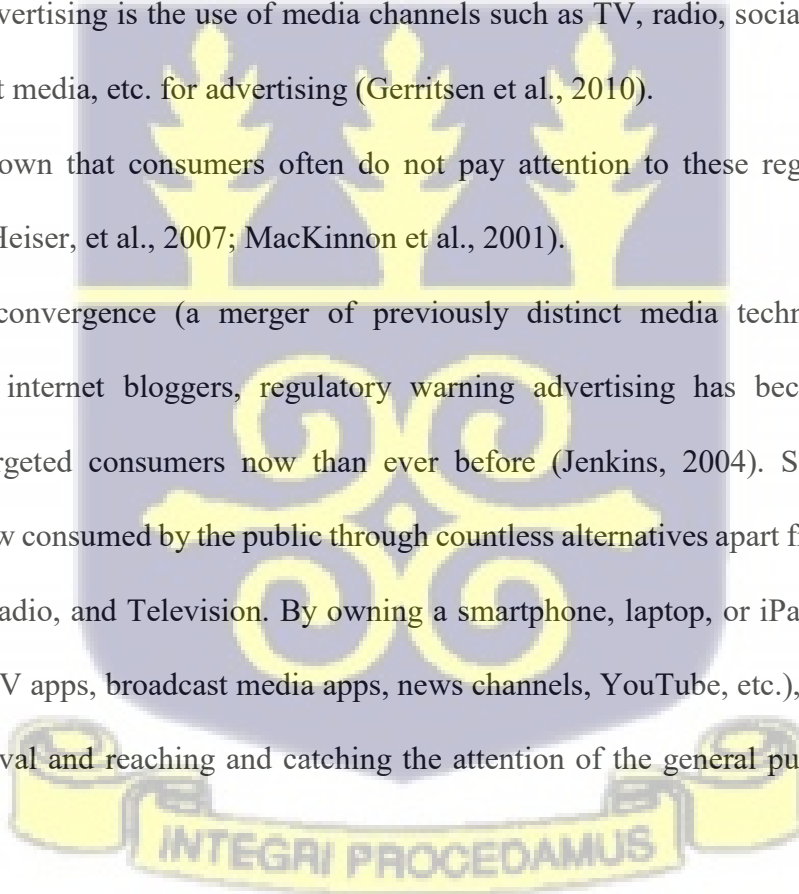 vertising is the use of media channels such as TV, radio, socia
t media, etc. for advertising (Gerritsen et al., 2010).
own that consumers often do not pay attention to these reg
Heiser, et al., 2007; MacKinnon et al., 2001).
convergence (a merger of previously distinct media techn
internet bloggers, regulatory warning advertising has bec
rgeted consumers now than ever before (Jenkins, 2004). S
w consumed by the public through countless alternatives apart f
adio, and Television. By owning a smartphone, laptop, or iPa
V apps, broadcast media apps, news channels, YouTube, etc.),
val and reaching and catching the attention of the general pu
INTEGRI PROCEDAMUS